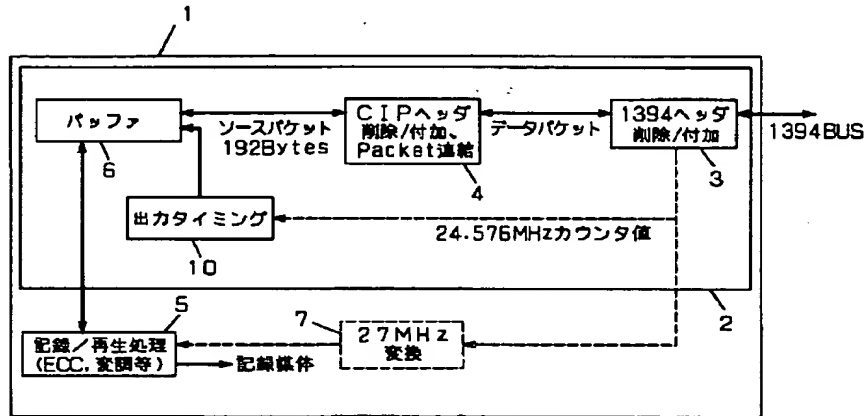 1
バッファ
6
ソースパケット
192Bytes
CIPヘッダ
削除/付加、
Packet連結
4
データパケット
1394ヘッダ
削除/付加
3
1394BUS
出力タイミング
10
24.576MHzカウンタ値
2
5
記録/再生処理
(ECC,変調等)
記録媒体
7
27MHz
変換